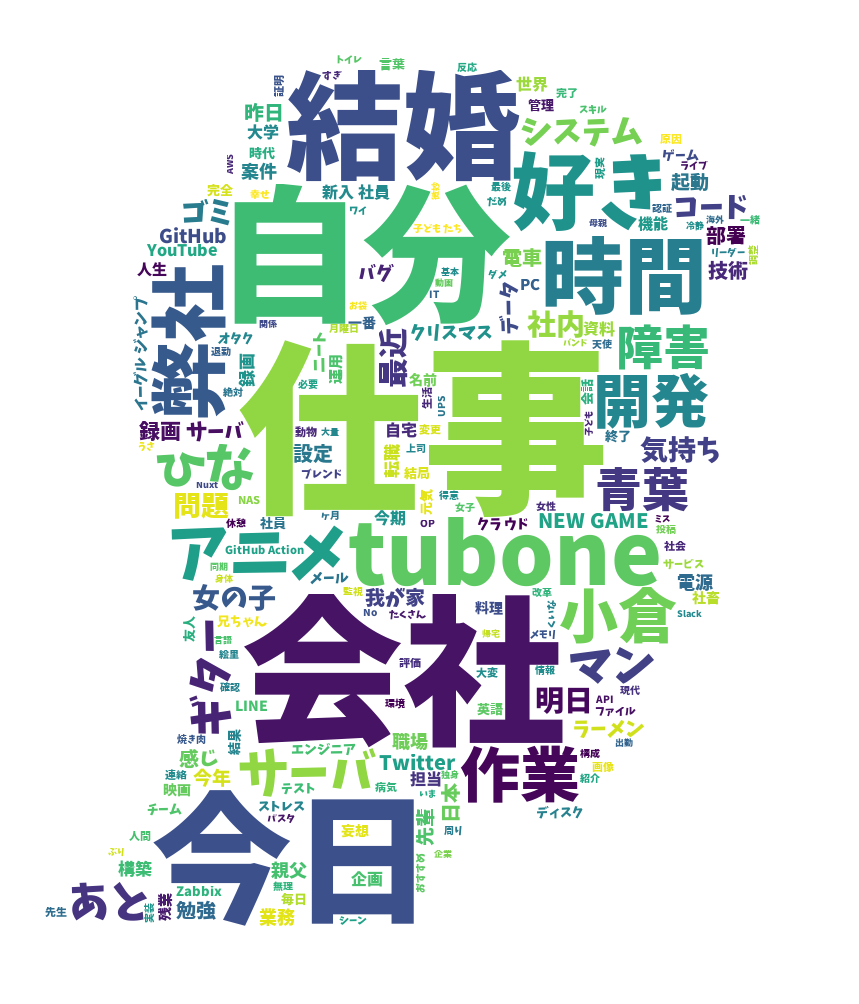 トイレ
言葉
反応
すぎ
証明
結婚
世界
完了
管理
スキル
昨日
大学
システム
原因
時代
AWS
案件
好き
現実
ゲーム
ライブ
起動
完全
幸せ
新入 社員
最後
だめ
ワイ
自分
子どもたち
母親
認証
コード
海外
一緒
冷静
機能
部署
リーダー
ゴミ
GitHub
YouTube
人生
バグ
基本
動画
IT
ダメ
電車
時間
PC
技術
弊社
イーグル ジャンプ
オタク
退勤
録画
関係
お袋
月曜日
一番
ニート
運用
最近
クリスマス
データ
社内
資料
天使
バンド
障害
絶対
必要
仕事
名前
生活
UPS
会話
子ども
開発
録画 サーバ
うさ
動物
大量
自宅
変更
終了
気持ち
ひな
設定
上司
転職
結局
ブレンド
Nuxt
青葉
問題
NAS
元気
得意
女子
女性
休憩
社員
ヶ月
今期
OP
クラウド
NEW GAME
ミス
投稿
アニメ
GitHub Action
tubone
社会
サービス
同期
身体
メール
女の子
監視
我が家
No
たくさん
料理
改革
メモリ
小倉
電源
社畜
Slack
兄ちゃん
友人
言語
絵里
ギター
会社
帰宅
評価
大変
情報
マン
確認
環境
現代
明日
API
ファイル
LINE
英語
焼き肉
結果
エンジニア
職場
ラーメン
出勤
感じ
サーバ
Twitter
作業
構成
画像
紹介
連絡
今年
映画
テスト
病気
担当
独身
いま
日本
チーム
ストレス
パスタ
今日
妄想
先輩
周り
ディスク
人間
ぶり
構築
親父
無理
企画
おすすめ
企業
あと
先生
実装
残業
Zabbix
勉強
毎日
業務
シーン